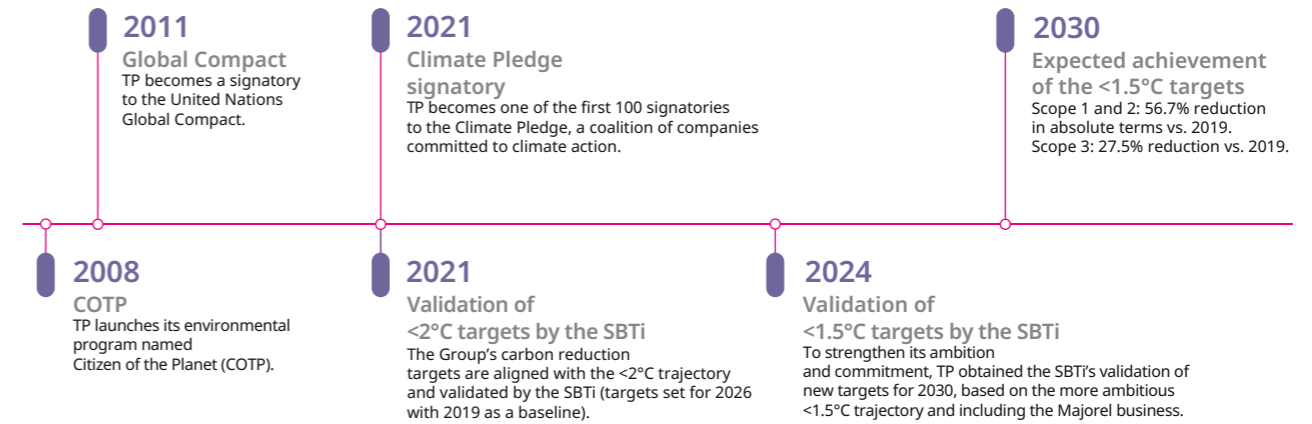 2011
Global Compact
TP becomes a signatory
to the United Nations
Global Compact.
2021
Climate Pledge
signatory
TP becomes one of the first 100 signatories
to the Climate Pledge, a coalition of companies
committed to climate action.
2030
Expected achievement
of the <1.5°C targets
Scope 1 and 2: 56.7% reduction
in absolute terms vs. 2019.
Scope 3: 27.5% reduction vs. 2019.
2008
COTP
TP launches its environmental
program named
Citizen of the Planet (COTP).
2021
Validation of
<2°C targets by the SBTi
The Group's carbon reduction
targets are aligned with the <2°C trajectory
and validated by the SBTi (targets set for 2026
with 2019 as a baseline).
2024
Validation of
<1.5°C targets by the SBTi
To strengthen its ambition
and commitment, TP obtained the SBTi's validation of
new targets for 2030, based on the more ambitious
<1.5°C trajectory and including the Majorel business.